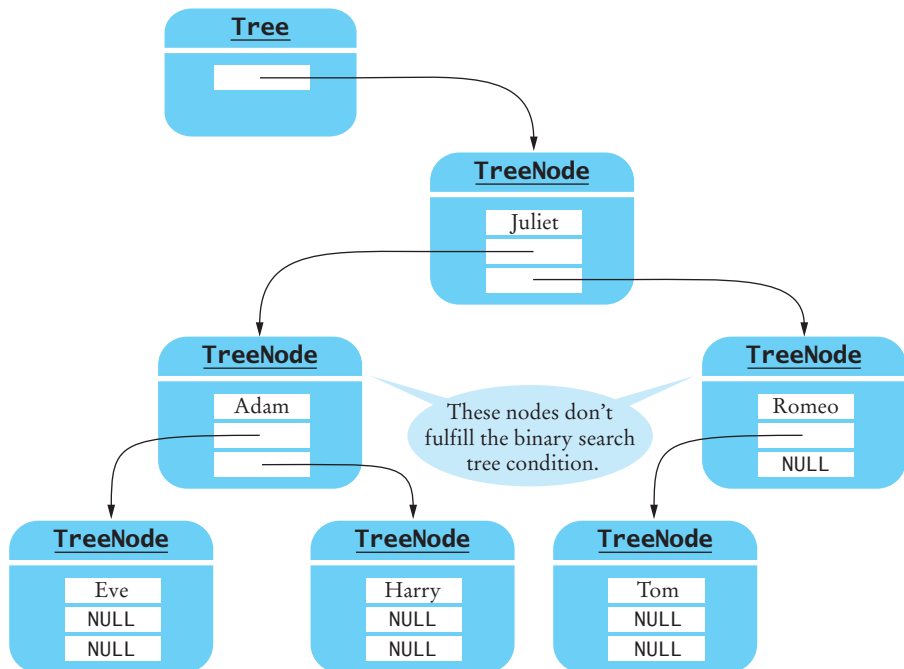 Tree
TreeNode
Juliet
TreeNode
TreeNode
Adam
These nodes don't
fulfill the binary search
tree condition.
Romeo
NULL
TreeNode
TreeNode
TreeNode
Eve
NULL
NULL
Harry
NULL
NULL
Tom
NULL
NULL